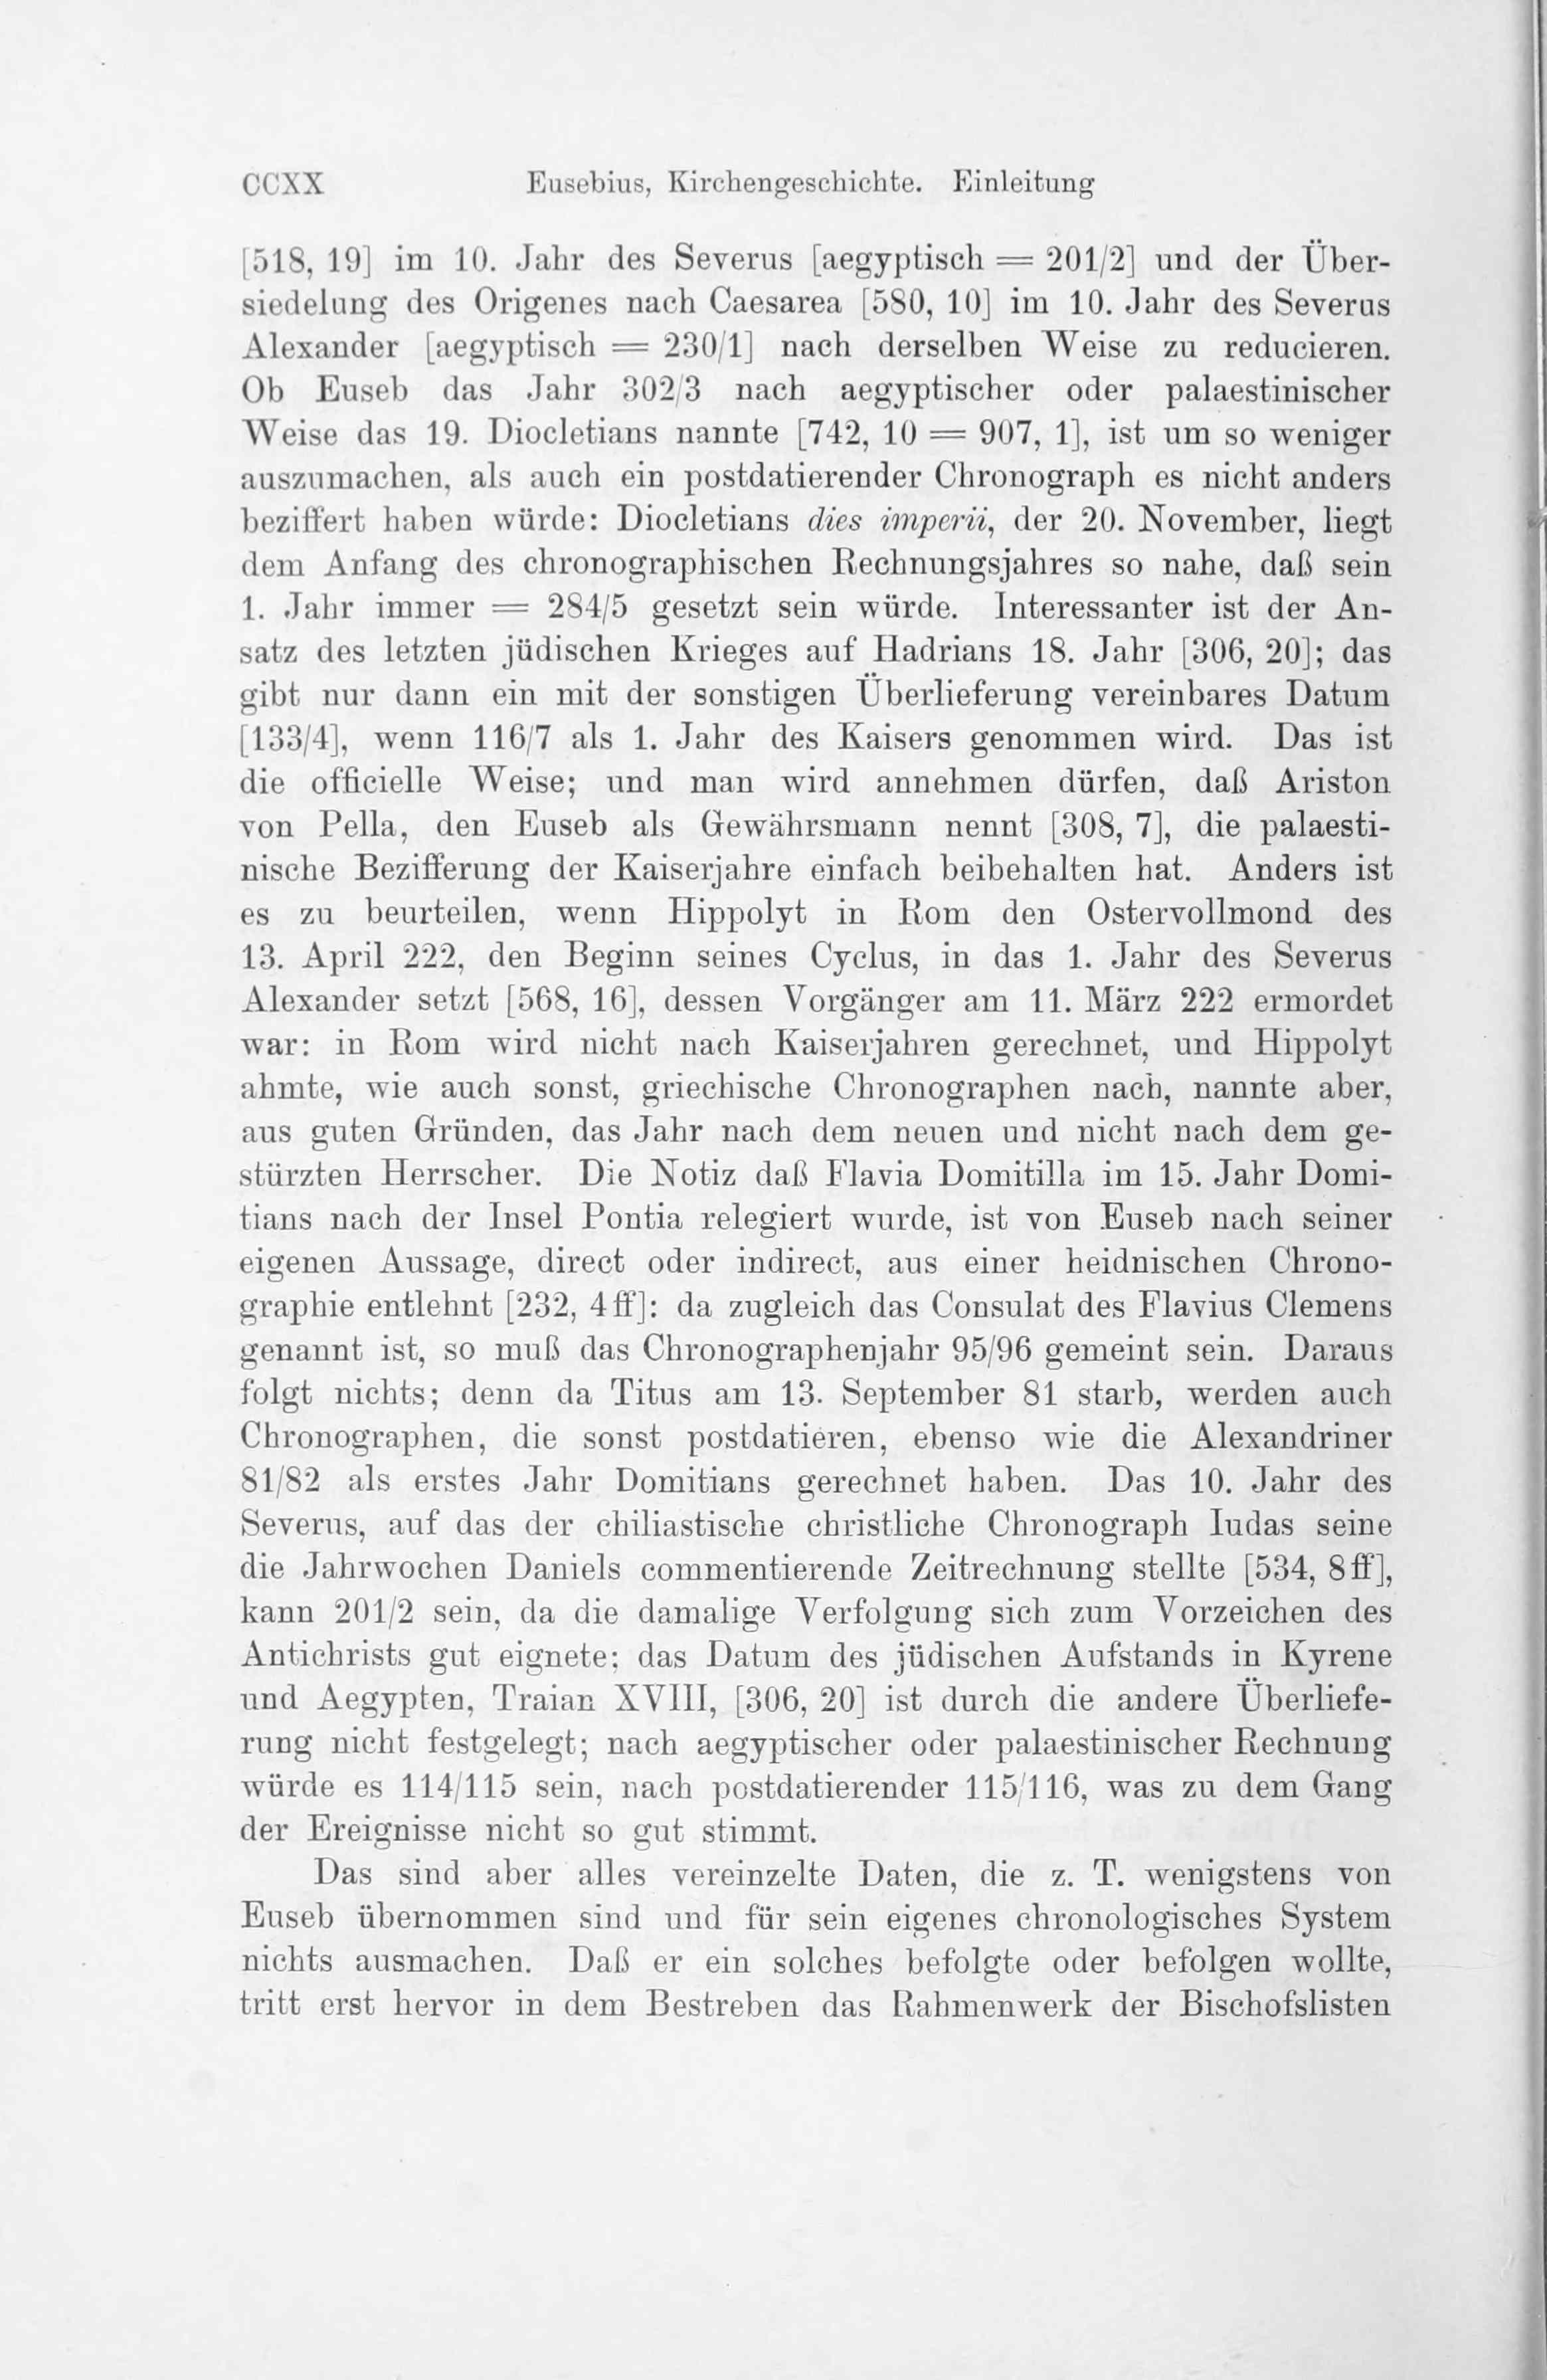 CCXX Eusebius, Kirchengeschichte. Einleitung
[518, 19] im 10. Jahr des Severus [aegyptisch = 201/2] und der Über-
siedelung des Origenes nach Caesarea [580, 10] im 10. Jahr des Severus
Alexander [aegyptisch = 230/1] nach derselben Weise zu reducieren.
Ob Euseb das Jahr 302/3 nach aegyptischer oder palaestinischer
Weise das 19. Diocletians nannte [742, 10 = 907, 1], ist um so weniger
auszumachen, als auch ein postdatierender Chronograph es nicht anders
beziffert haben würde: Diocletians dies imperii, der 20. November, liegt
dem Anfang des chronographischen Rechnungsjahres so nahe, daß sein
1. Jahr immer = 284/5 gesetzt sein würde. Interessanter ist der An-
satz des letzten jüdischen Krieges auf Hadrians 18. Jahr [306, 20]; das
gibt nur dann ein mit der sonstigen Überlieferung vereinbares Datum
[133/4], wenn 116/7 als 1. Jahr des Kaisers genommen wird. Das ist
die officielle Weise; und man wird annehmen dürfen, daß Ariston
von Pella, den Euseb als Gewährsmann nennt [308, 7], die palaesti-
nische Bezifferung der Kaiserjahre einfach beibehalten hat. Anders ist
es zu beurteilen, wenn Hippolyt in Rom den Ostervollmond des
13. April 222, den Beginn seines Cyclus, in das 1. Jahr des Severus
Alexander setzt [568, 16], dessen Vorgänger am 11. März 222 ermordet
war: in Rom wird nicht nach Kaiserjahren gerechnet, und Hippolyt
ahmte, wie auch sonst, griechische Chronographen nach, nannte aber,
aus guten Gründen, das Jahr nach dem neuen und nicht nach dem ge-
stürzten Herrscher. Die Notiz daß Flavia Domitilla im 15. Jahr Domi-
tians nach der Insel Pontia relegiert wurde, ist von Euseb nach seiner
eigenen Aussage, direct oder indirect, aus einer heidnischen Chrono-
graphie entlehnt [232, 4ff]: da zugleich das Consulat des Flavius Clemens
genannt ist, so muß das Chronographenjahr 95/96 gemeint sein. Daraus
folgt nichts; denn da Titus am 13. September 81 starb, werden auch
Chronographen, die sonst postdatieren, ebenso wie die Alexandriner
81/82 als erstes Jahr Domitians gerechnet haben. Das 10. Jahr des
Severus, auf das der chiliastische christliche Chronograph Iudas seine
die Jahrwochen Daniels commentierende Zeitrechnung stellte [534, 8ff],
kann 201/2 sein, da die damalige Verfolgung sich zum Vorzeichen des
Antichrists gut eignete; das Datum des jüdischen Aufstands in Kyrene
und Aegypten, Traian XVIII, [306, 20] ist durch die andere Überliefe-
rung nicht festgelegt; nach aegyptischer oder palaestinischer Rechnung
würde es 114/115 sein, nach postdatierender 115/116, was zu dem Gang
der Ereignisse nicht so gut stimmt.
Das sind aber alles vereinzelte Daten, die z. T. wenigstens von
Euseb übernommen sind und für sein eigenes chronologisches System
nichts ausmachen. Daß er ein solches befolgte oder befolgen wollte,
tritt erst hervor in dem Bestreben das Rahmenwerk der Bischofslisten